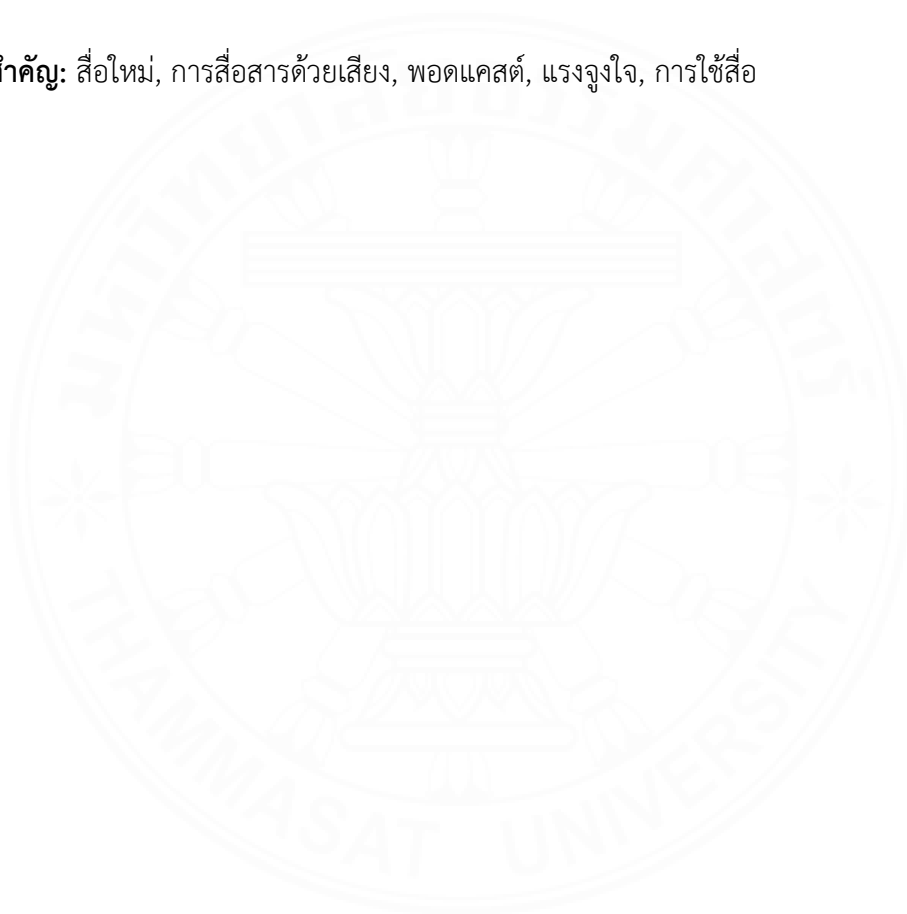 สำคัญ: สื่อใหม่, การสื่อสารด้วยเสียง, พอดแคสต์, แรงจูงใจ, การใช้สื่อ
มหาวิทยาลัยธรรมศาสตร์
THAMMASAT UNIVERSITY